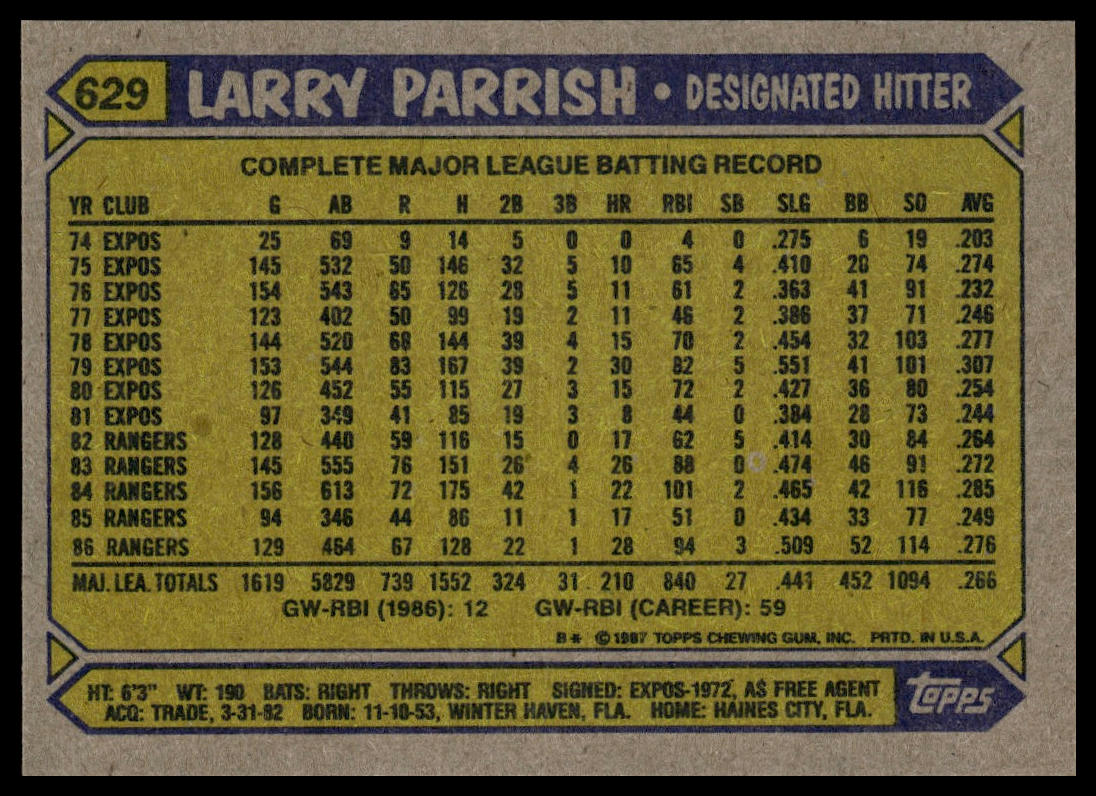 629 LARRY PARRISH • DESIGNATED HITTER
COMPLETE MAJOR LEAGUE BATTING RECORD
YR CLUB G AB R H 2B 3B HR RBI SB SLG BB SO AVG
74 EXPOS 25 69 9 14 5 0 0 4 0 .275 6 19 .203
75 EXPOS 145 532 50 146 32 5 10 65 4 .410 28 74 .274
76 EXPOS 154 543 65 126 28 5 11 61 2 .363 41 91 .232
77 EXPOS 123 402 50 99 19 2 11 46 2 .386 37 71 .246
78 EXPOS 144 520 68 144 39 4 15 70 2 .454 32 103 .277
79 EXPOS 153 544 83 167 39 2 30 82 5 .551 41 101 .307
80 EXPOS 126 452 55 115 27 3 15 72 2 .427 36 80 .254
81 EXPOS 97 349 41 85 19 3 8 44 0 .384 28 73 .244
82 RANGERS 128 440 59 116 15 0 17 62 5 .414 30 84 .264
83 RANGERS 145 555 76 151 26 4 26 88 0 .474 46 91 .272
84 RANGERS 156 613 72 175 42 1 22 101 2 .465 42 116 .285
85 RANGERS 94 346 44 86 11 1 17 51 0 .434 33 77 .249
86 RANGERS 129 464 67 128 22 1 28 94 3 .509 52 114 .276
MAJ. LEA. TOTALS 1619 5829 739 1552 324 31 210 840 27 .441 452 1094 .266
GW-RBI (1986): 12 GW-RBI (CAREER): 59
B* © 1987 TOPPS CHEWING GUM, INC. PRTD. IN U.S.A.
HT: 6'3" WT: 190 BATS: RIGHT THROWS: RIGHT SIGNED: EXPOS-1972, AS FREE AGENT
ACQ: TRADE, 3-31-82 BORN: 11-10-53, WINTER HAVEN, FLA. HOME: HAINES CITY, FLA.
topps